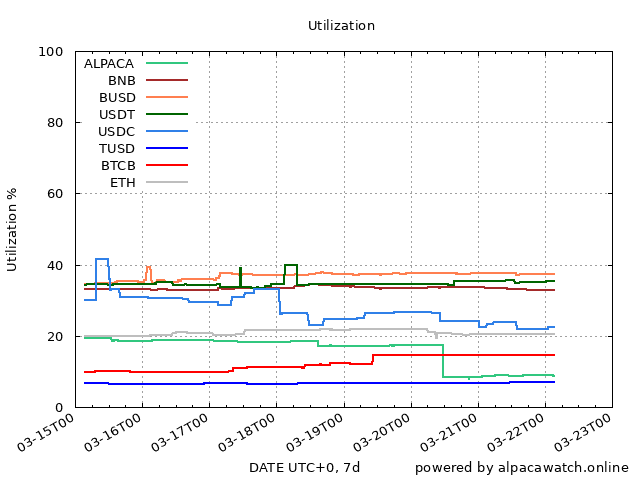 Utilization
100
80
60
40
20
0
Utilization %
ALPACA
BNB
BUSD
USDT
USDC
TUSD
BTCB
ETH
03-15T00
03-16T00
03-17T00
03-18T00
03-19T00
03-20T00
03-21T00
03-22T00
03-23T00
DATE UTC+0, 7d
powered by alpacawatch.online